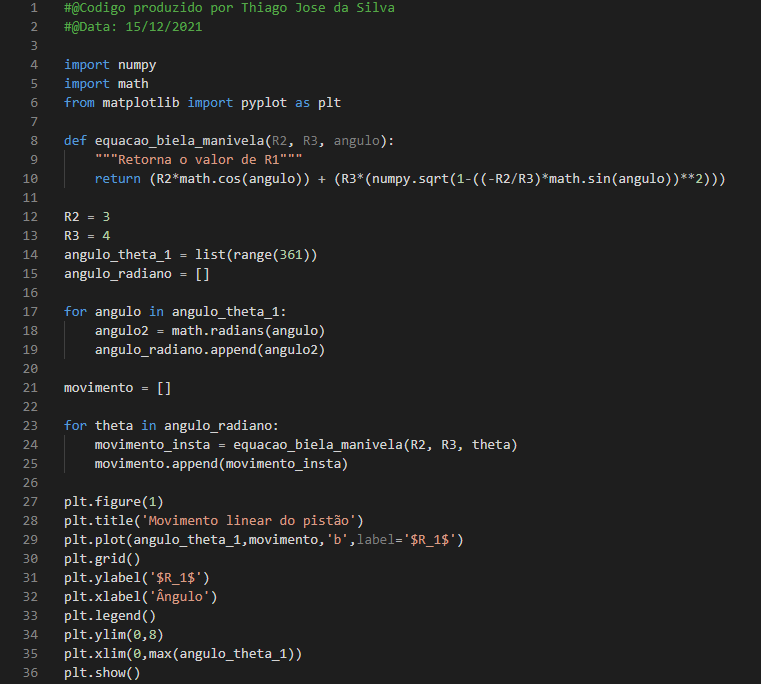 1 #@Codigo produzido por Thiago Jose da Silva
2 #@Data: 15/12/2021
3
4 import numpy
5 import math
6 from matplotlib import pyplot as plt
7
8 def equacao_biela_manivela(R2, R3, angulo):
9     """Retorna o valor de R1"""
10     return (R2*math.cos(angulo)) + (R3*(numpy.sqrt(1-((-R2/R3)*math.sin(angulo))**2)))
11
12 R2 = 3
13 R3 = 4
14 angulo_theta_1 = list(range(361))
15 angulo_radiano = []
16
17 for angulo in angulo_theta_1:
18     angulo2 = math.radians(angulo)
19     angulo_radiano.append(angulo2)
20
21 movimento = []
22
23 for theta in angulo_radiano:
24     movimento_insta = equacao_biela_manivela(R2, R3, theta)
25     movimento.append(movimento_insta)
26
27 plt.figure(1)
28 plt.title('Movimento linear do pistão')
29 plt.plot(angulo_theta_1,movimento,'b',label='$R_1$')
30 plt.grid()
31 plt.ylabel('$R_1$')
32 plt.xlabel('Ângulo')
33 plt.legend()
34 plt.ylim(0,8)
35 plt.xlim(0,max(angulo_theta_1))
36 plt.show()